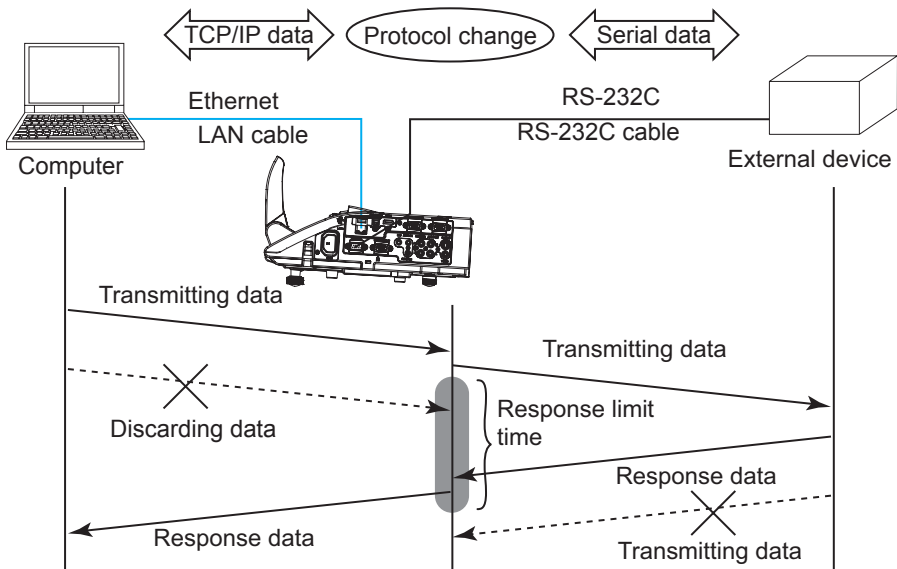 TCP/IP data
Protocol change
Serial data
Ethernet
LAN cable
RS-232C
RS-232C cable
Computer
External device
Transmitting data
Transmitting data
Discarding data
Response limit
time
Response data
Response data
Transmitting data